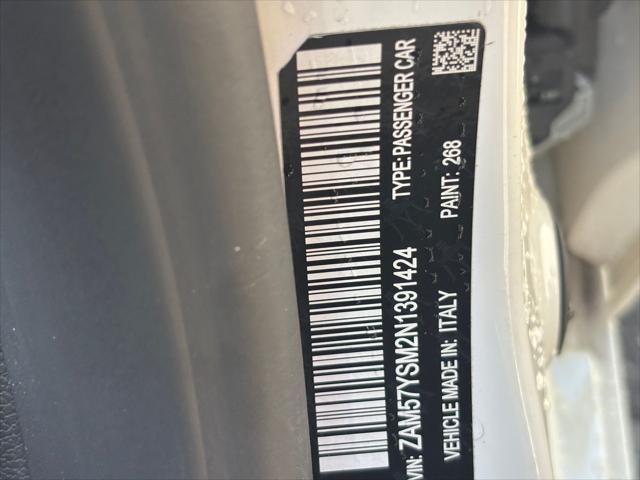 VIN: ZAM57YSM2N1391424 TYPE: PASSENGER CAR
VEHICLE MADE IN: ITALY PAINT: 268